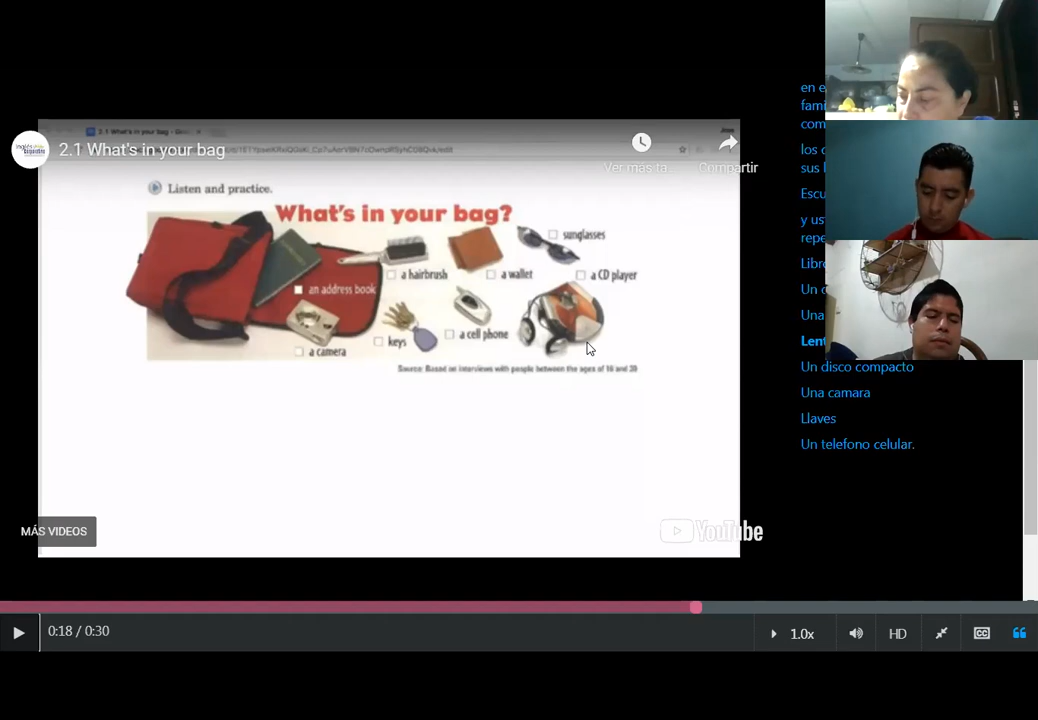 2.1 What's in your bag
Ver más ta...
Compartir
Listen and practice.
What's in your bag?
sunglasses
a hairbrush
a wallet
a CD player
an address book
a cell phone
keys
a camera
Source: Based on interviews with people between the ages of 16 and 30
MÁS VIDEOS
YouTube
en e
fami
com
los
sus
Escu
y us
repe
Libr
Un
Una
Lent
Un disco compacto
Una camara
Llaves
Un telefono celular.
0:18 / 0:30
1.0x
HD
CC